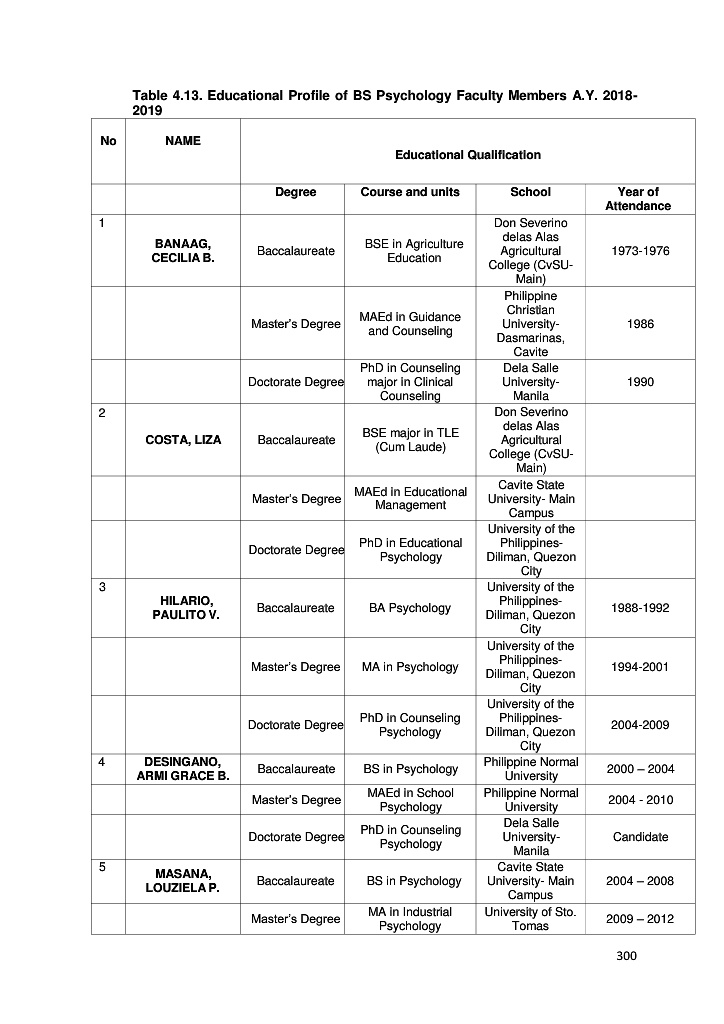 Table 4.13. Educational Profile of BS Psychology Faculty Members A.Y. 2018-
2019
No
NAME
Educational Qualification
Degree
Course and units
School
Year of
Attendance
1
BANAAG,
CECILIA B.
Baccalaureate
BSE in Agriculture
Education
Don Severino
delas Alas
Agricultural
College (CvSU-
Main)
1973-1976
Master's Degree
MAEd in Guidance
and Counseling
Philippine
Christian
University-
Dasmarinas,
Cavite
1986
Doctorate Degree
PhD in Counseling
major in Clinical
Counseling
Dela Salle
University-
Manila
1990
2
COSTA, LIZA
Baccalaureate
BSE major in TLE
(Cum Laude)
Don Severino
delas Alas
Agricultural
College (CvSU-
Main)
Master's Degree
MAEd in Educational
Management
Cavite State
University- Main
Campus
Doctorate Degree
PhD in Educational
Psychology
University of the
Philippines-
Diliman, Quezon
City
3
HILARIO,
PAULITO V.
Baccalaureate
BA Psychology
University of the
Philippines-
Diliman, Quezon
City
1988-1992
Master's Degree
MA in Psychology
University of the
Philippines-
Diliman, Quezon
City
1994-2001
Doctorate Degree
PhD in Counseling
Psychology
University of the
Philippines-
Diliman, Quezon
City
2004-2009
4
DESINGANO,
ARMI GRACE B.
Baccalaureate
BS in Psychology
Philippine Normal
University
2000 – 2004
Master's Degree
MAEd in School
Psychology
Philippine Normal
University
2004 - 2010
Doctorate Degree
PhD in Counseling
Psychology
Dela Salle
University-
Manila
Candidate
5
MASANA,
LOUZIELA P.
Baccalaureate
BS in Psychology
Cavite State
University- Main
Campus
2004 – 2008
Master's Degree
MA in Industrial
Psychology
University of Sto.
Tomas
2009 – 2012
300